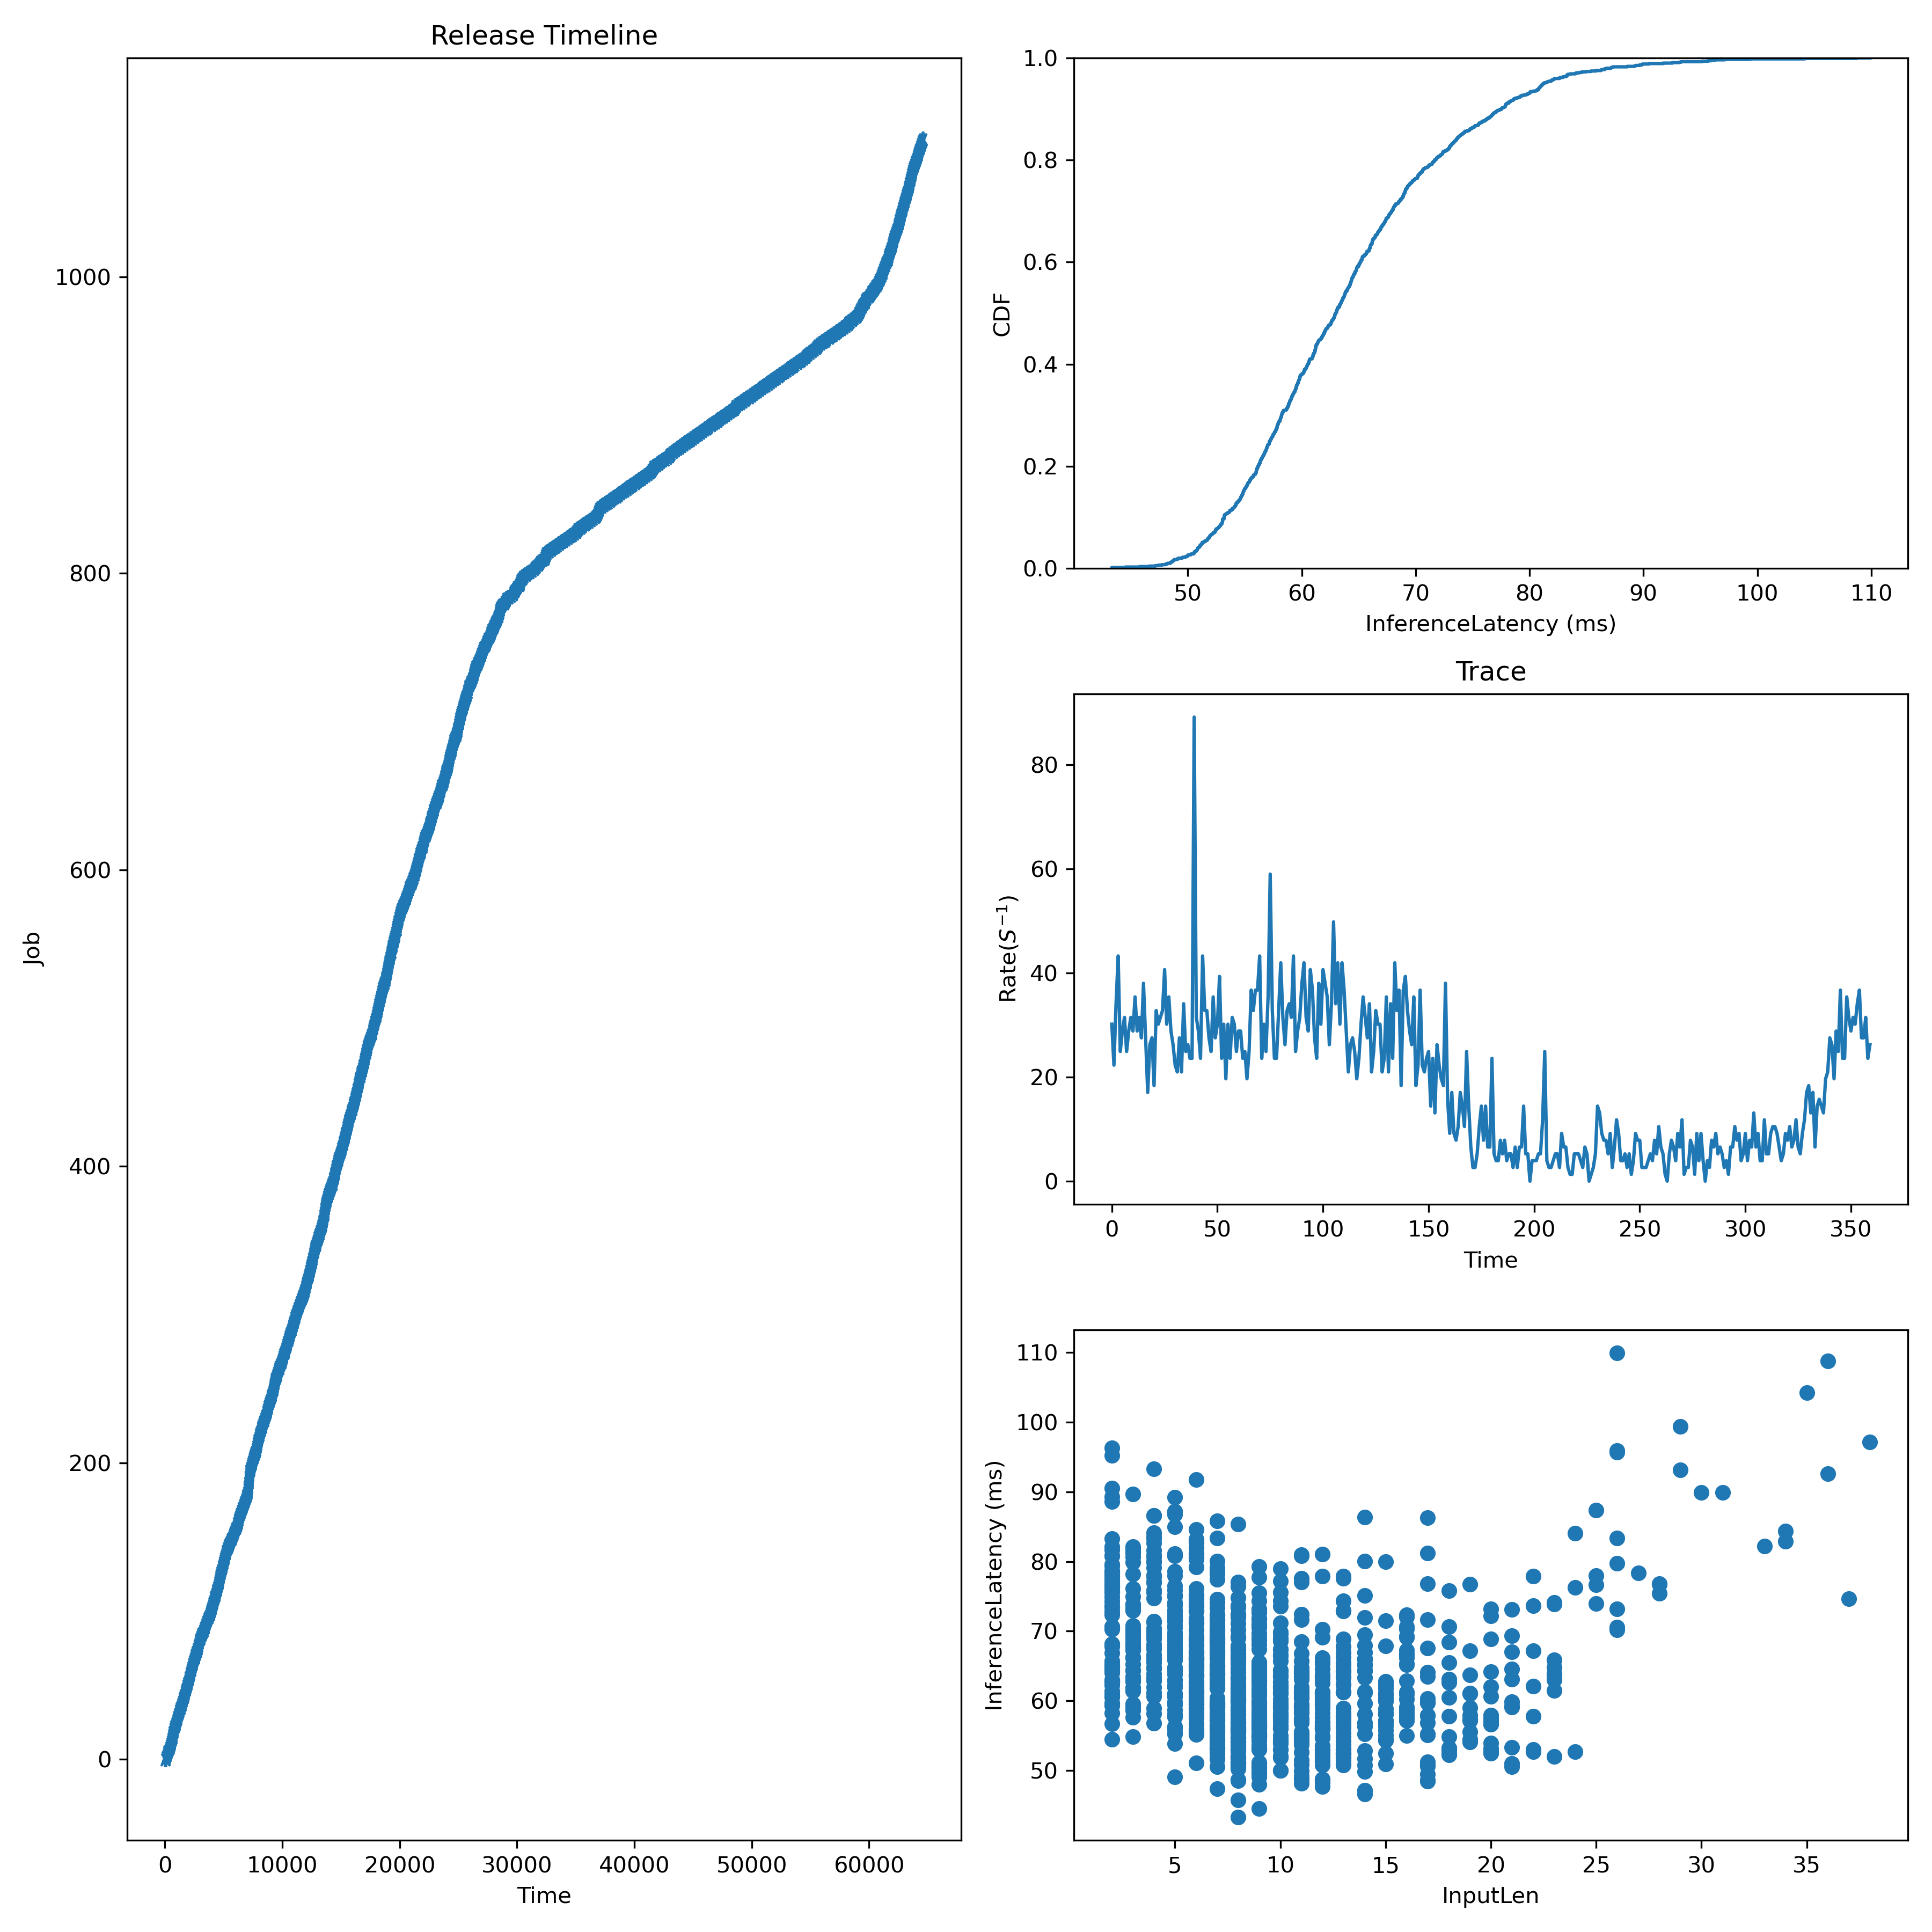 Release Timeline
Job
1000
800
600
400
200
0
0 10000 20000 30000 40000 50000 60000
Time
CDF
1.0
0.8
0.6
0.4
0.2
0.0
50 60 70 80 90 100 110
InferenceLatency (ms)
Trace
Rate(S⁻¹)
80
60
40
20
0
0 50 100 150 200 250 300 350
Time
InferenceLatency (ms)
110
100
90
80
70
60
50
5 10 15 20 25 30 35
InputLen